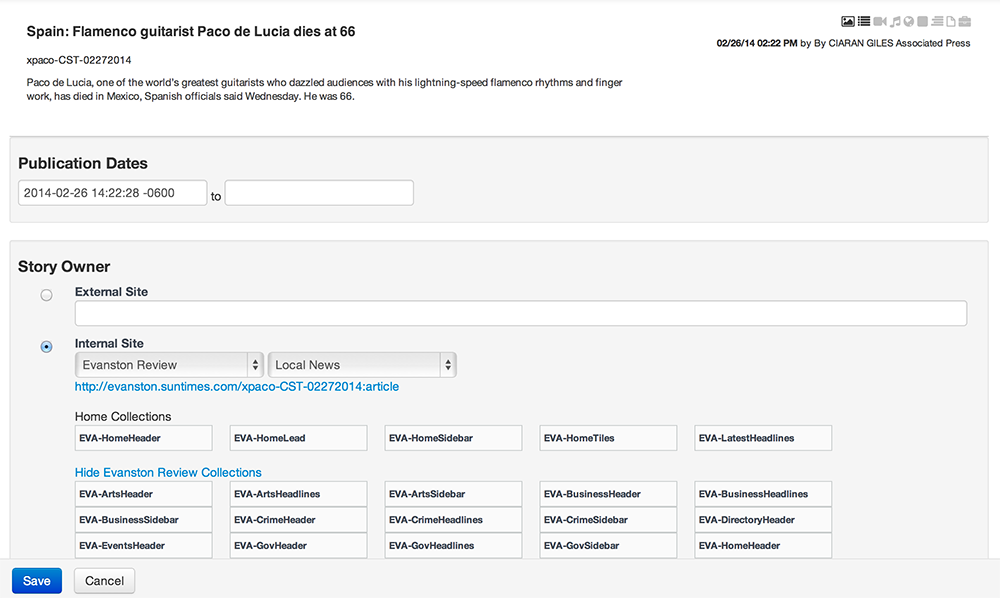 Spain: Flamenco guitarist Paco de Lucia dies at 66
02/26/14 02:22 PM by By CIARAN GILES Associated Press
xpaco-CST-02272014
Paco de Lucia, one of the world's greatest guitarists who dazzled audiences with his lightning-speed flamenco rhythms and finger
work, has died in Mexico, Spanish officials said Wednesday. He was 66.
Publication Dates
2014-02-26 14:22:28 -0600 to
Story Owner
External Site
Internal Site
Evanston Review Local News
http://evanston.suntimes.com/xpaco-CST-02272014:article
Home Collections
EVA-HomeHeader EVA-HomeLead EVA-HomeSidebar EVA-HomeTiles EVA-LatestHeadlines
Hide Evanston Review Collections
EVA-ArtsHeader EVA-ArtsHeadlines EVA-ArtsSidebar EVA-BusinessHeader EVA-BusinessHeadlines
EVA-BusinessSidebar EVA-CrimeHeader EVA-CrimeHeadlines EVA-CrimeSidebar EVA-DirectoryHeader
EVA-EventsHeader EVA-GovHeader EVA-GovHeadlines EVA-GovSidebar EVA-HomeHeader
Save Cancel